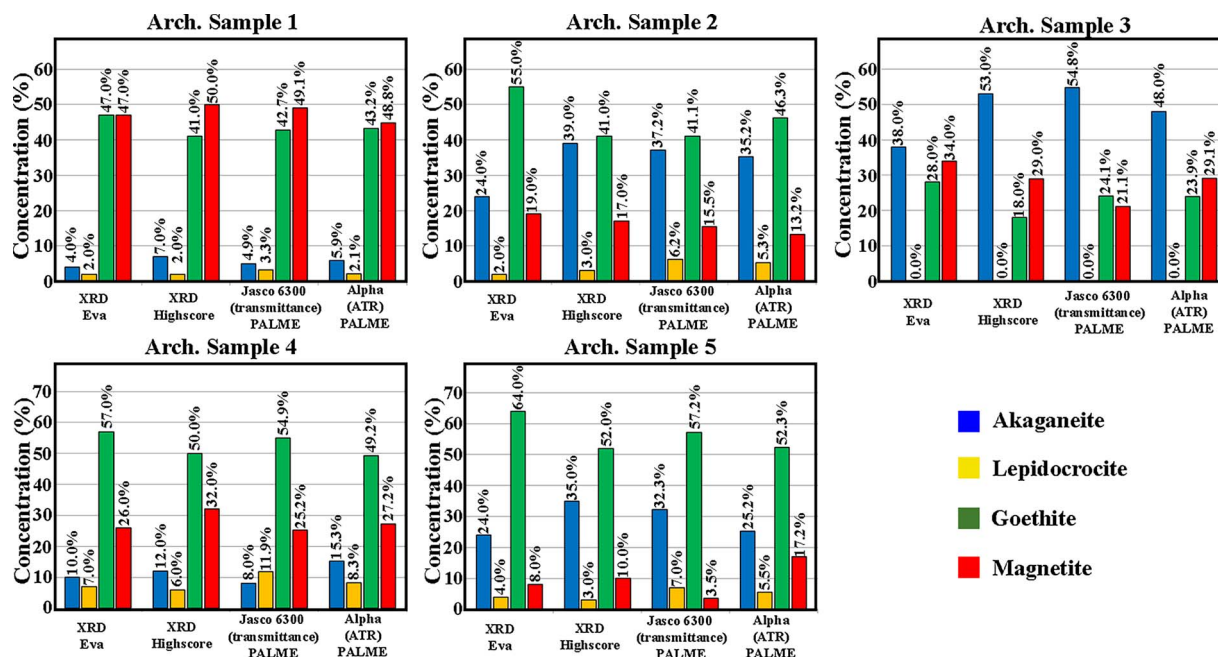 Arch. Sample 1
Concentration (%)
60
50
40
30
20
10
0
4.0%
2.0%
47.0%
47.0%
7.0%
2.0%
41.0%
50.0%
4.9%
3.3%
42.7%
49.1%
5.9%
2.1%
43.2%
48.8%
XRD
Eva
XRD
Highscore
Jasco 6300
(transmittance)
PALME
Alpha
(ATR)
PALME
Arch. Sample 2
Concentration (%)
60
50
40
30
20
10
0
24.0%
2.0%
55.0%
19.0%
39.0%
3.0%
41.0%
17.0%
37.2%
6.2%
41.1%
15.5%
35.2%
5.3%
46.3%
13.2%
XRD
Eva
XRD
Highscore
Jasco 6300
(transmittance)
PALME
Alpha
(ATR)
PALME
Arch. Sample 3
Concentration (%)
60
50
40
30
20
10
0
38.0%
0.0%
28.0%
34.0%
53.0%
0.0%
18.0%
29.0%
54.8%
0.0%
24.1%
21.1%
48.0%
0.0%
23.9%
29.1%
XRD
Eva
XRD
Highscore
Jasco 6300
(transmittance)
PALME
Alpha
(ATR)
PALME
Arch. Sample 4
Concentration (%)
70
60
50
40
30
20
10
0
10.0%
7.0%
57.0%
26.0%
12.0%
6.0%
50.0%
32.0%
8.0%
11.9%
54.9%
25.2%
15.3%
8.3%
49.2%
27.2%
XRD
Eva
XRD
Highscore
Jasco 6300
(transmittance)
PALME
Alpha
(ATR)
PALME
Arch. Sample 5
Concentration (%)
70
60
50
40
30
20
10
0
24.0%
4.0%
64.0%
8.0%
35.0%
3.0%
52.0%
10.0%
32.3%
7.0%
57.2%
3.5%
25.2%
5.5%
52.3%
17.2%
XRD
Eva
XRD
Highscore
Jasco 6300
(transmittance)
PALME
Alpha
(ATR)
PALME
Akaganeite
Lepidocrocite
Goethite
Magnetite